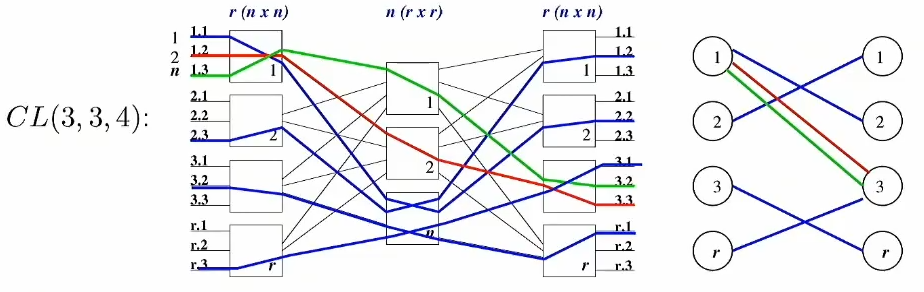 r (n x n) n (r x r) r (n x n)
1 1.1 1.1
2 1.2 1 1.2 1 1
n 1.3 1 1.3
2.1 1 2.1
2.2 2.2 2 2
CL(3,3,4): 2.3 2 2 2.3
3.1 2 3.1
3.2 3.2 3 3
3.3 3.3
r.1 n r.1
r.2 r.2 r r
r.3 r r r.3